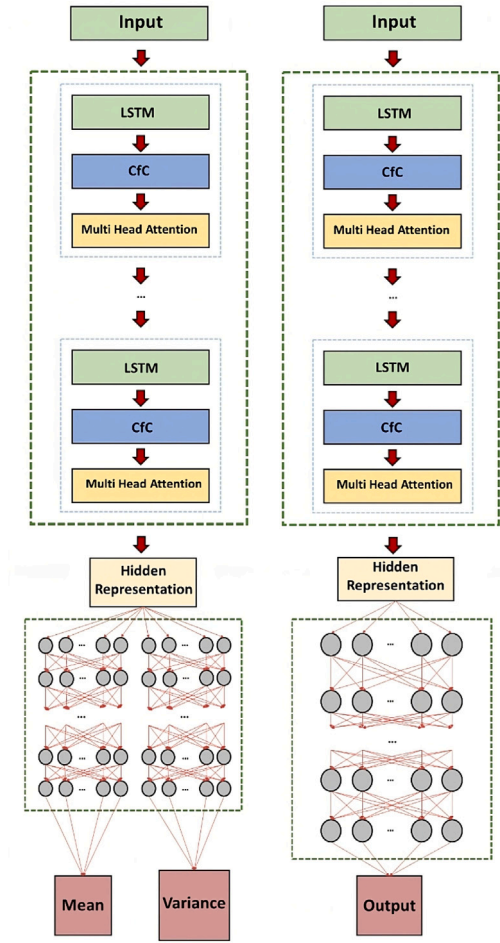 Input
LSTM
CfC
Multi Head Attention
...
LSTM
CfC
Multi Head Attention
Hidden
Representation
... ...
... ...
... ...
... ...
... ...
Mean
Variance
Input
LSTM
CfC
Multi Head Attention
...
LSTM
CfC
Multi Head Attention
Hidden
Representation
...
...
...
...
...
Output